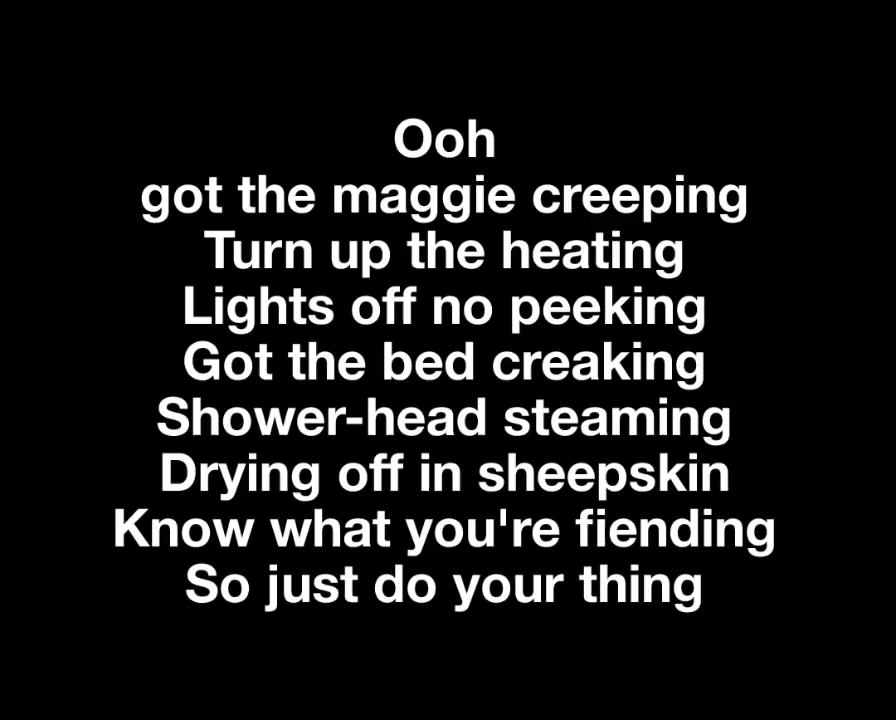 Ooh
got the maggie creeping
Turn up the heating
Lights off no peeking
Got the bed creaking
Shower-head steaming
Drying off in sheepskin
Know what you're fiending
So just do your thing